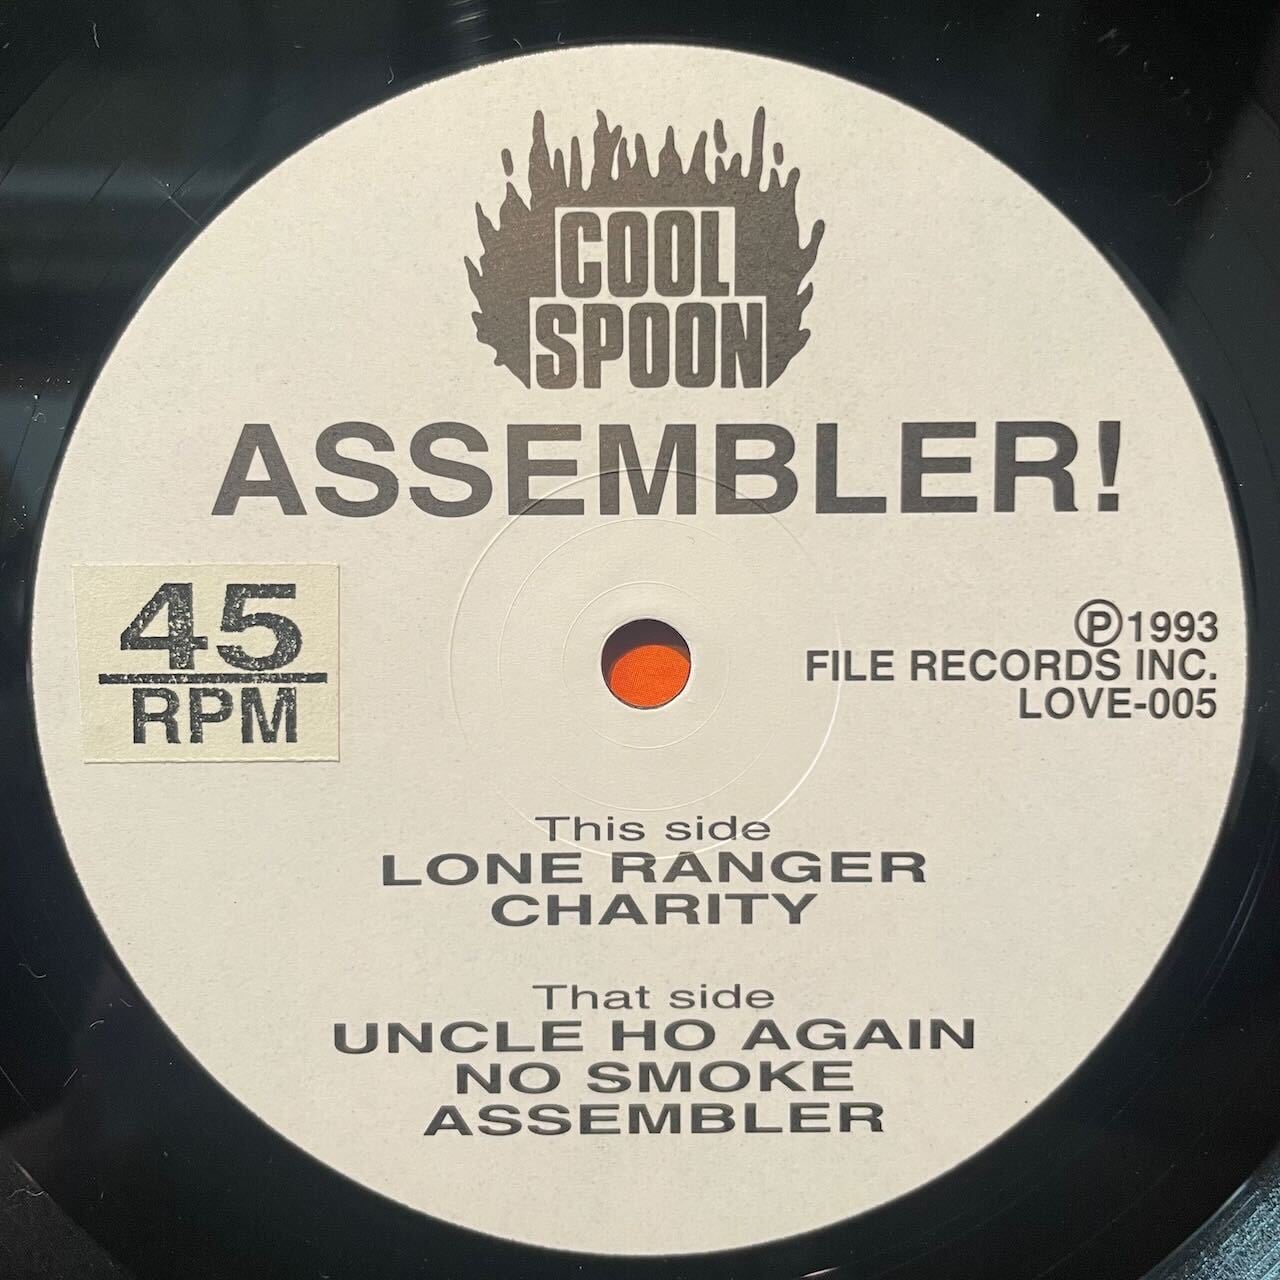 COOL
SPOON
ASSEMBLER!
45
RPM
℗1993
FILE RECORDS INC.
LOVE-005
This side
LONE RANGER
CHARITY
That side
UNCLE HO AGAIN
NO SMOKE
ASSEMBLER